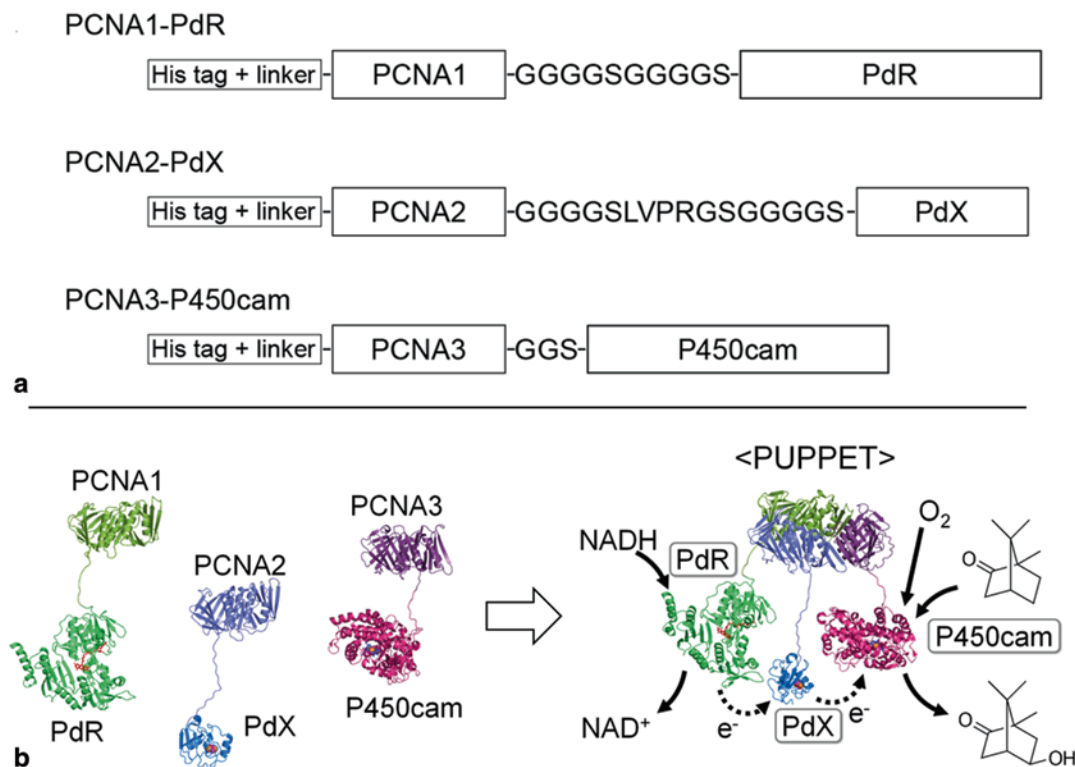 PCNA1-PdR
His tag + linker PCNA1 -GGGGSGGGGS- PdR
PCNA2-PdX
His tag + linker PCNA2 -GGGGSLVPRGSGGGGS- PdX
PCNA3-P450cam
His tag + linker PCNA3 -GGS- P450cam
a
PCNA1
PCNA2
PCNA3
PdR
PdX
P450cam
<PUPPET>
NADH
PdR
O2
O
P450cam
NAD+
e-
PdX
e-
O
OH
b